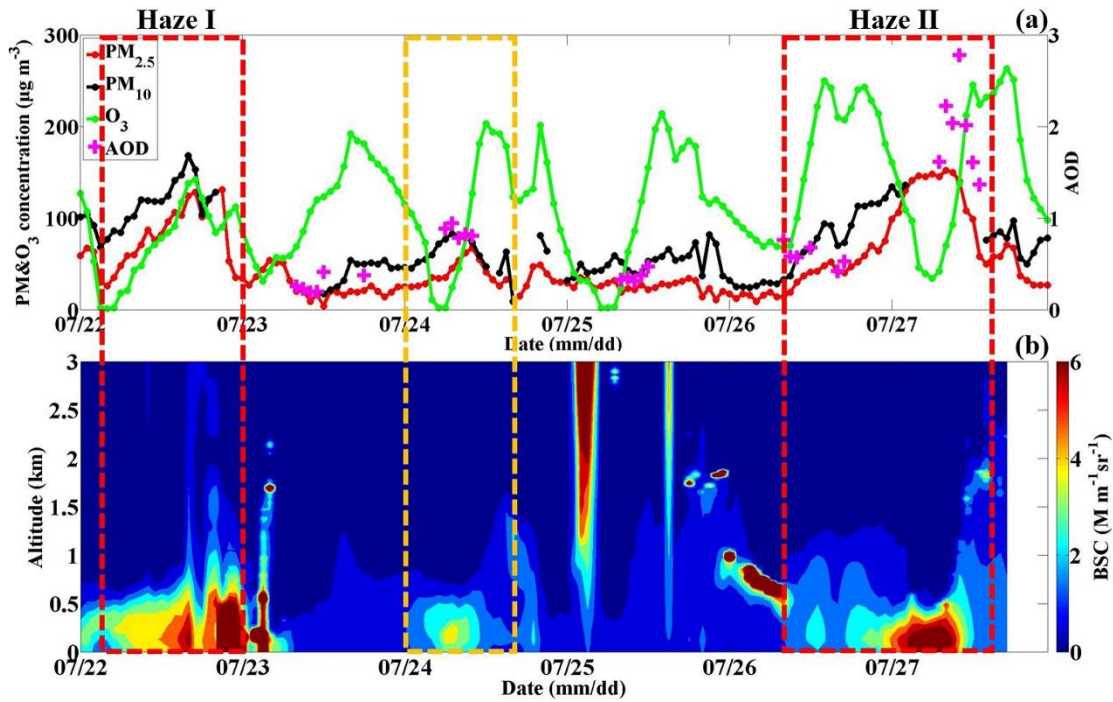 Haze I
Haze II
(a)
PM&O₃ concentration (µg m⁻³)
300
200
100
0
PM₂.₅
PM₁₀
O₃
AOD
3
2
1
0
AOD
07/22
07/23
07/24
07/25
07/26
07/27
Date (mm/dd)
(b)
Altitude (km)
3
2.5
2
1.5
1
0.5
0
07/22
07/23
07/24
07/25
07/26
07/27
Date (mm/dd)
6
4
2
0
BSC (M m⁻¹sr⁻¹)